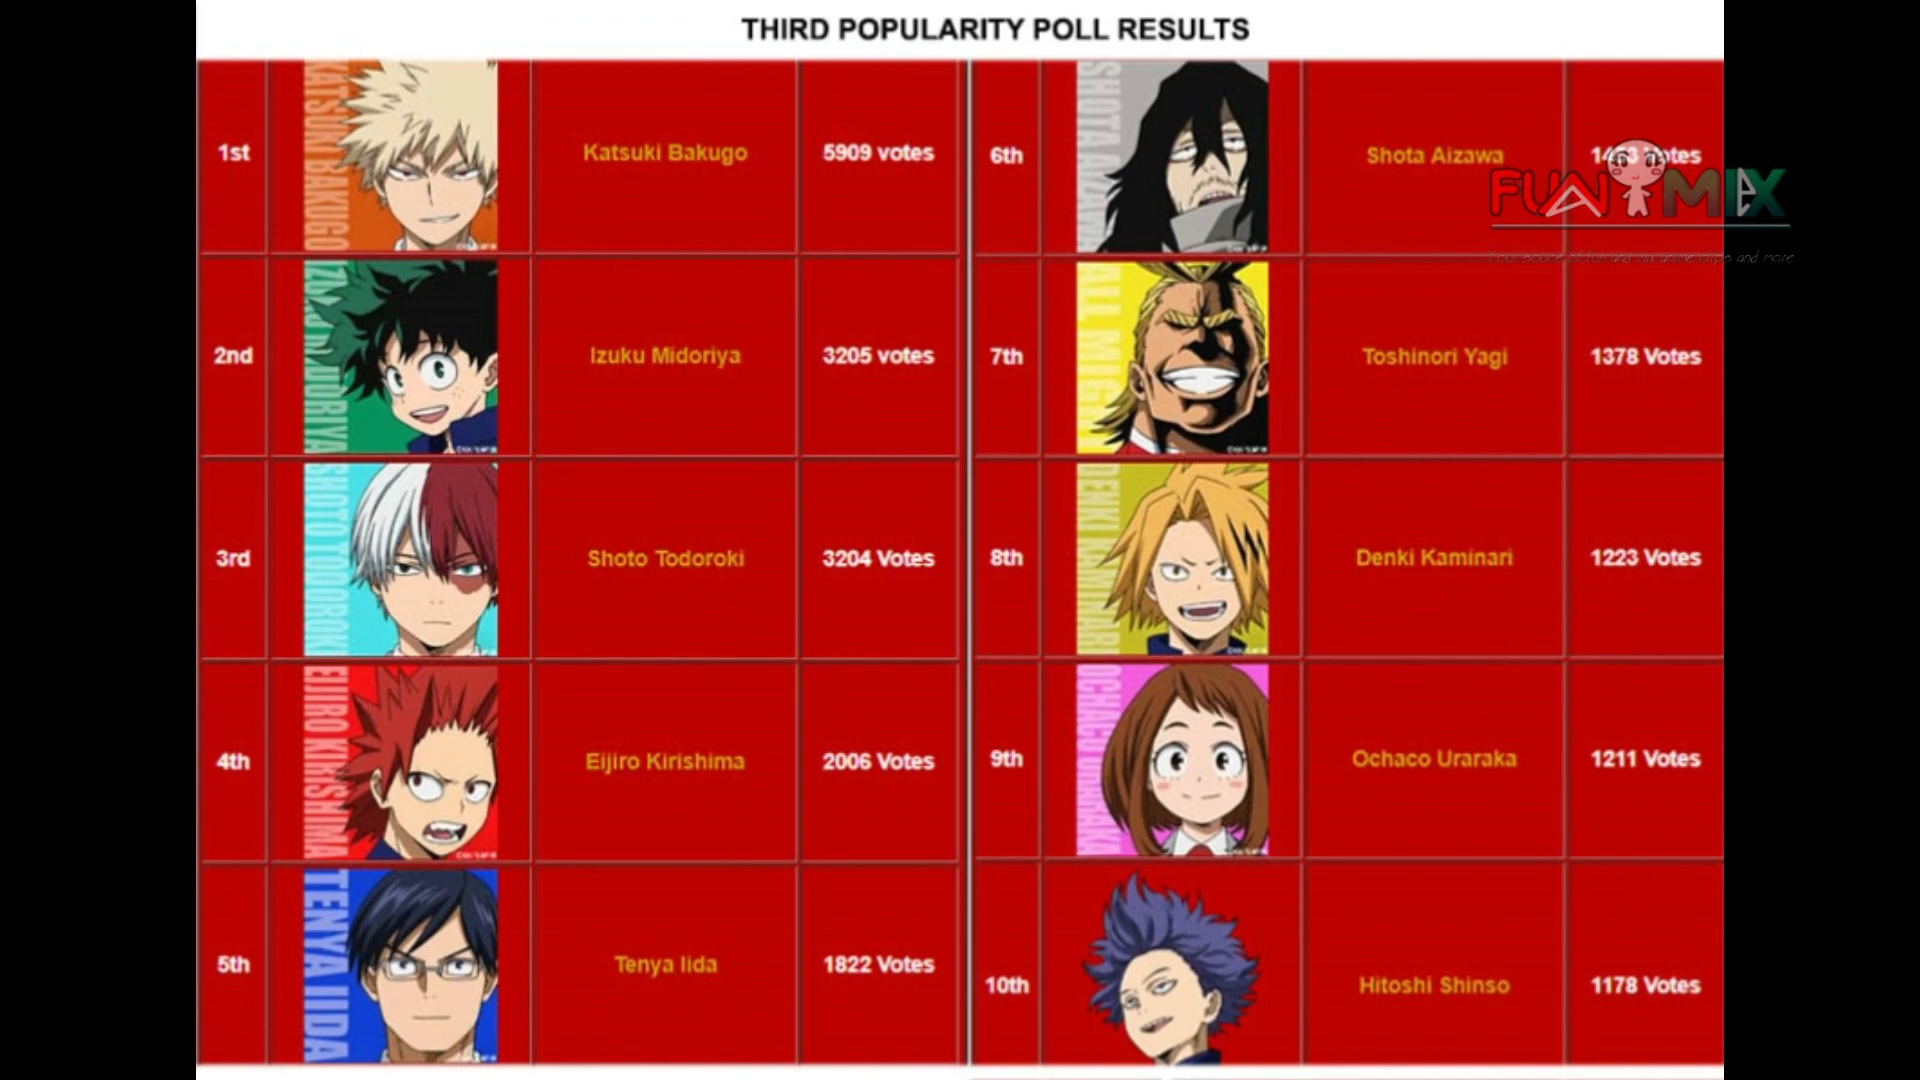 THIRD POPULARITY POLL RESULTS
1st
KATSUKI BAKUGO
Katsuki Bakugo
5909 votes
2nd
IZUKU MIDORIYA
Izuku Midoriya
3205 votes
3rd
SHOTO TODOROKI
Shoto Todoroki
3204 Votes
4th
EIJIRO KIRISHIMA
Eijiro Kirishima
2006 Votes
5th
TENYA IIDA
Tenya Iida
1822 Votes
6th
SHOTA AIZAWA
Shota Aizawa
FUN MIX
7th
ALL MIGHT
Toshinori Yagi
1378 Votes
8th
DENKI KAMINARI
Denki Kaminari
1223 Votes
9th
OCHACO URARAKA
Ochaco Uraraka
1211 Votes
10th
Hitoshi Shinso
1178 Votes